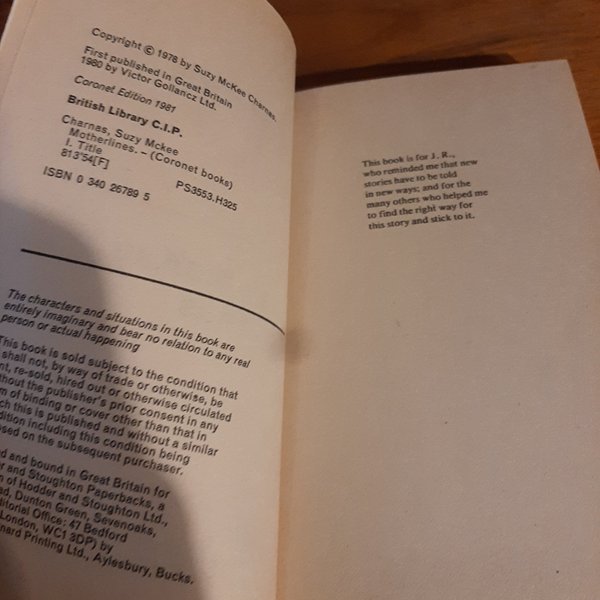 Copyright © 1978 by Suzy McKee Charnas.
First published in Great Britain
1980 by Victor Gollancz Ltd.
Coronet Edition 1981
British Library C.I.P.
Charnas, Suzy Mckee
Motherlines. – (Coronet books)
I. Title
813'54[F] PS3553.H325
ISBN 0 340 26789 5
The characters and situations in this book are
entirely imaginary and bear no relation to any real
person or actual happening
This book is sold subject to the condition that
shall not, by way of trade or otherwise, be
re-sold, hired out or otherwise circulated
the publisher's prior consent in any
of binding or cover other than that in
this is published and without a similar
including this condition being
on the subsequent purchaser.
and bound in Great Britain for
and Stoughton Paperbacks, a
of Hodder and Stoughton Ltd.,
Dunton Green, Sevenoaks,
Office: 47 Bedford
London, WC1 3DP) by
Printing Ltd., Aylesbury, Bucks.
This book is for J. R.,
who reminded me that new
stories have to be told
in new ways; and for the
many others who helped me
to find the right way for
this story and stick to it.